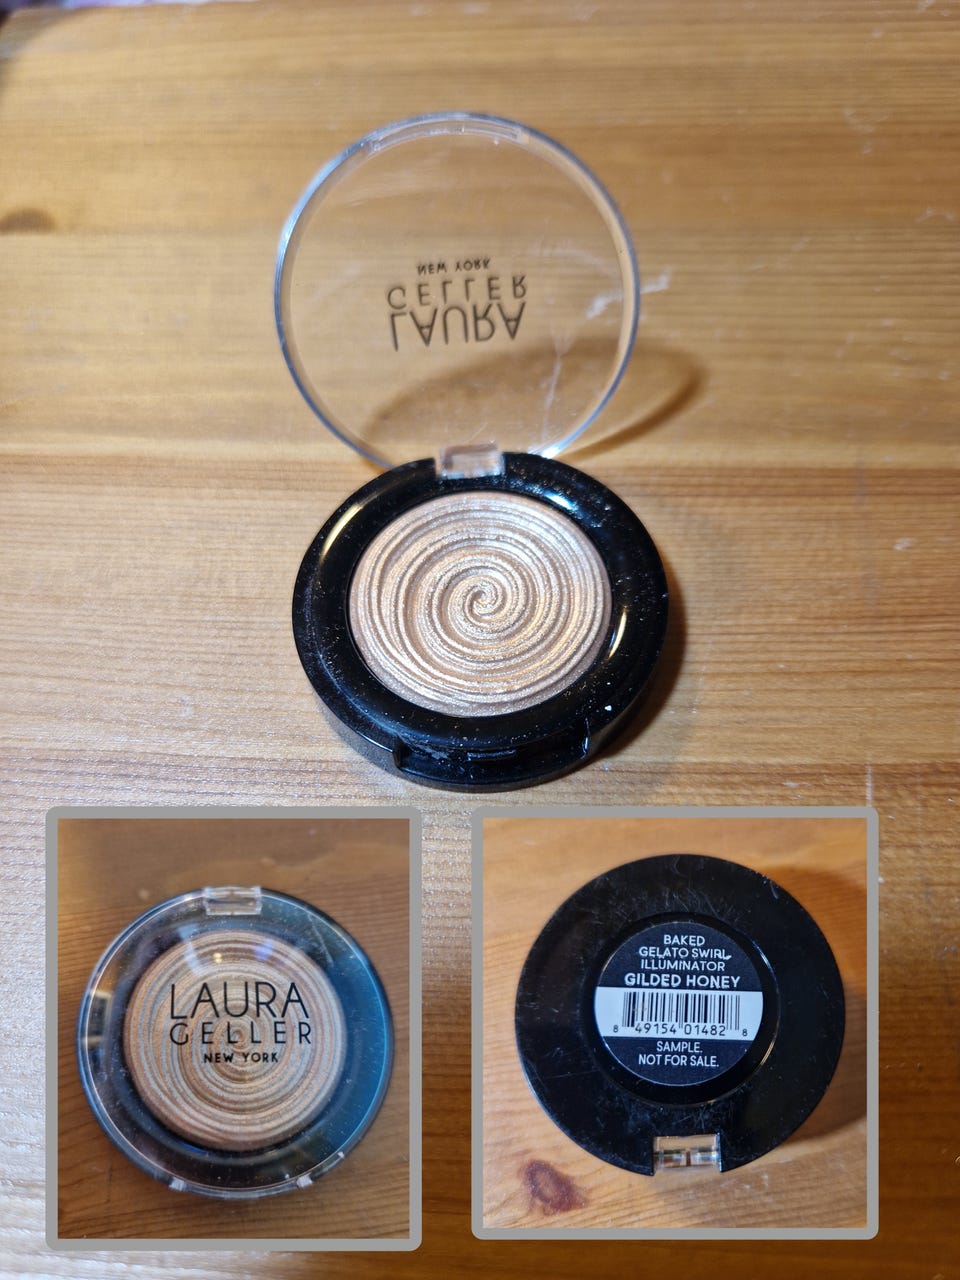 LAURA
GELLER
NEW YORK
LAURA
GELLER
NEW YORK
BAKED
GELATO SWIRL
ILLUMINATOR
GILDED HONEY
8 49154 01482 8
SAMPLE.
NOT FOR SALE.